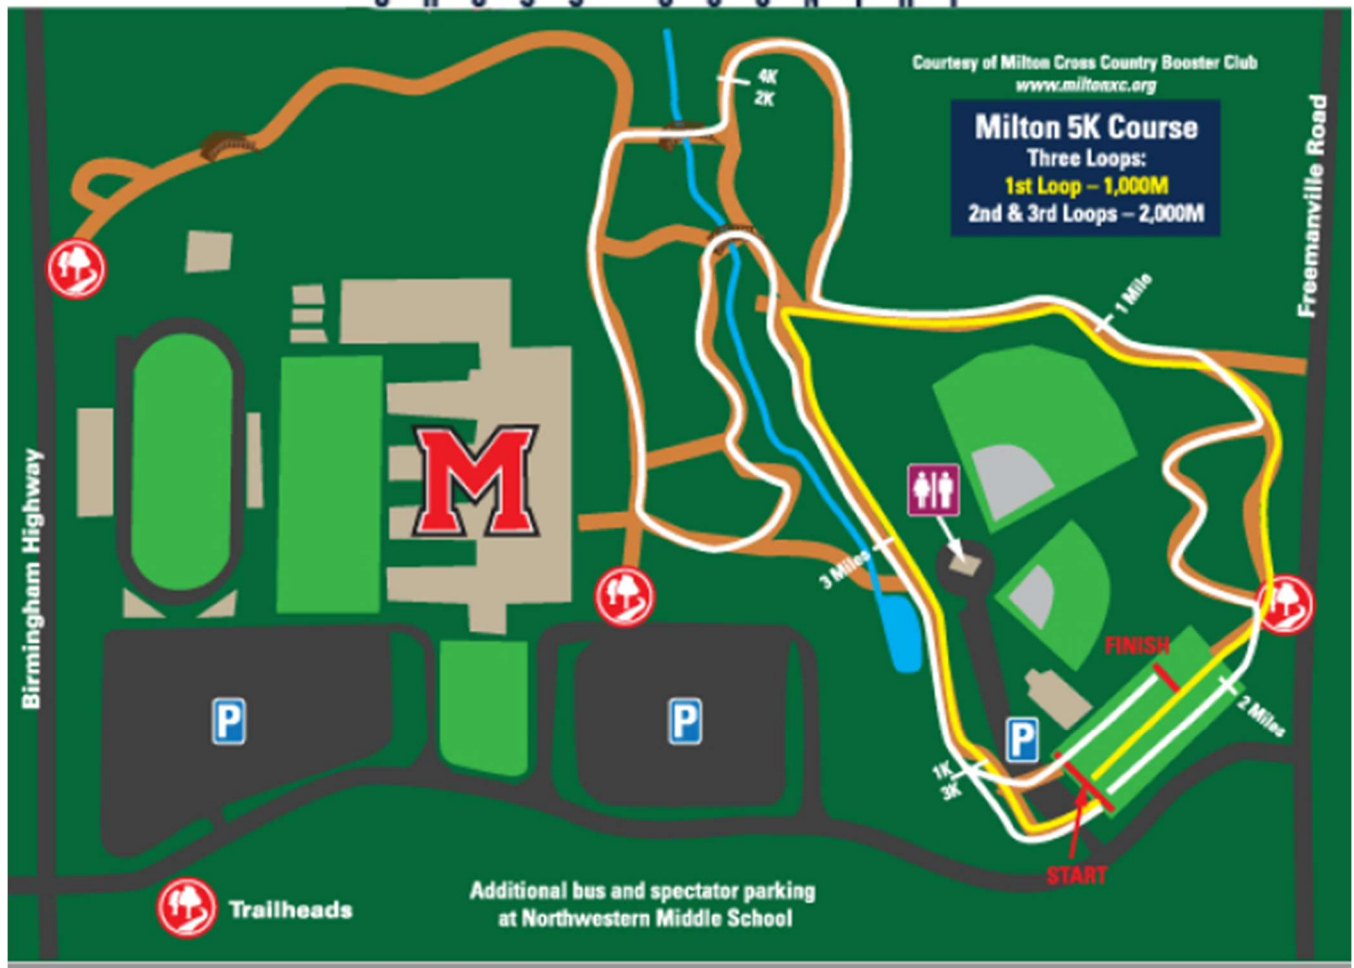 Courtesy of Milton Cross Country Booster Club
www.miltonxc.org
Milton 5K Course
Three Loops:
1st Loop – 1,000M
2nd & 3rd Loops – 2,000M
Freemanville Road
4K
2K
1 Mile
M
3 Miles
Birmingham Highway
FINISH
2 Miles
P
P
P
1K
3K
START
Trailheads
Additional bus and spectator parking
at Northwestern Middle School